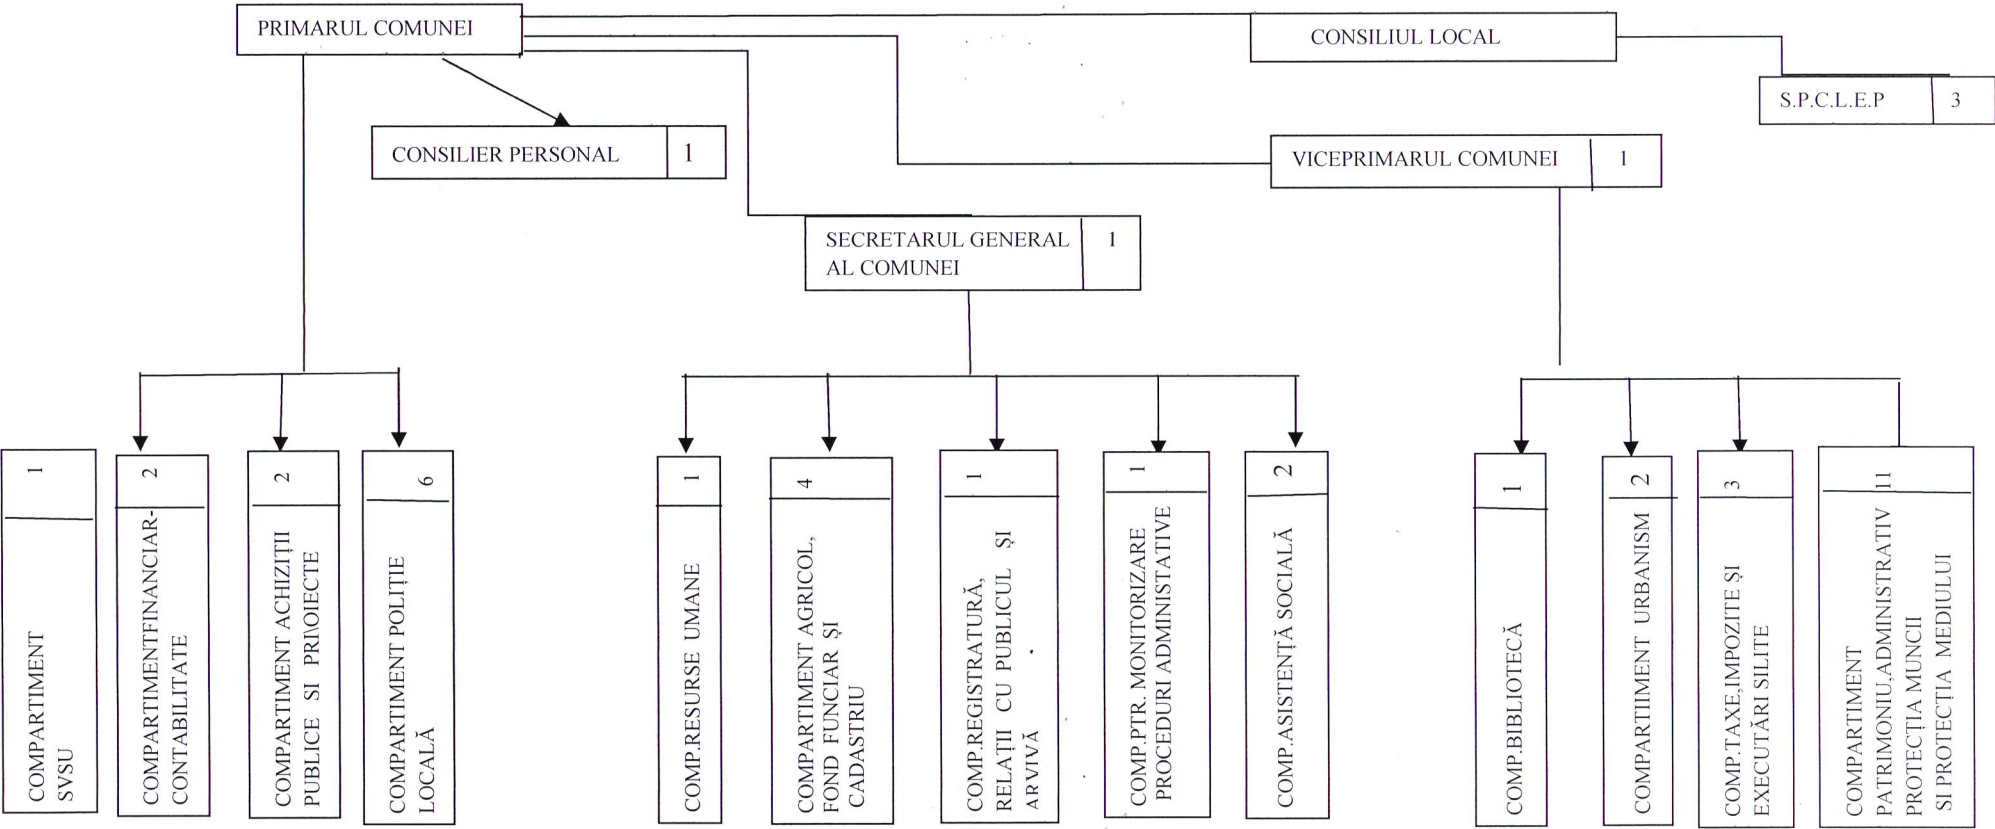 PRIMARUL COMUNEI
CONSILIUL LOCAL
S.P.C.L.E.P 3
CONSILIER PERSONAL 1
VICEPRIMARUL COMUNEI 1
SECRETARUL GENERAL 1
AL COMUNEI
1
COMPARTIMENT
SVSU
2
COMPARTIMENTFINANCIAR-
CONTABILITATE
2
COMPARTIMENT ACHIZIȚII
PUBLICE SI PR\OIECTE
6
COMPARTIMENT POLIȚIE
LOCALĂ
1
COMP.RESURSE UMANE
4
COMPARTIMENT AGRICOL,
FOND FUNCIAR ȘI
CADASTRIU
1
COMP.REGISTRATURĂ,
RELAȚII CU PUBLICUL ȘI
ARVIVĂ
1
COMP.PTR. MONITORIZARE
PROCEDURI ADMINISTATIVE
2
COMP.ASISTENȚĂ SOCIALĂ
1
COMP.BIBLIOTECĂ
2
COMPARTIIMENT URBANISM
3
COMP.TAXE,IMPOZITE ȘI
EXECUTĂRI SILITE
11
COMPARTIMENT
PATRIMONIU,ADMINISTRATIV
PROTECȚIA MUNCII
SI PROTECȚIA MEDIULUI